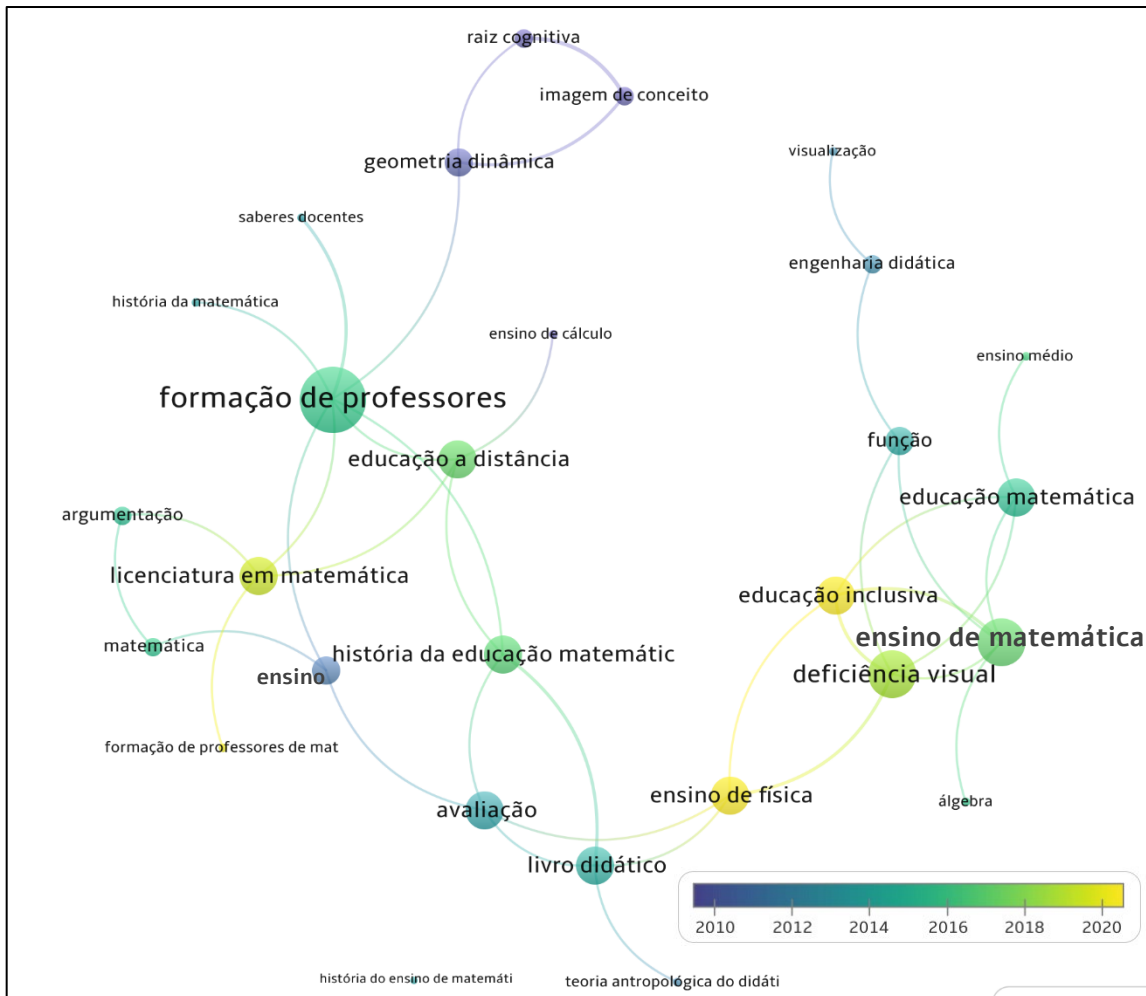 raiz cognitiva
imagem de conceito
visualização
geometria dinâmica
saberes docentes
engenharia didática
história da matemática
ensino de cálculo
ensino médio
formação de professores
função
educação a distância
educação matemática
argumentação
licenciatura em matemática
educação inclusiva
ensino de matemática
matemática
história da educação matemátic
deficiência visual
ensino
formação de professores de mat
ensino de física
álgebra
avaliação
livro didático
2010 2012 2014 2016 2018 2020
história do ensino de matemáti
teoria antropológica do didáti